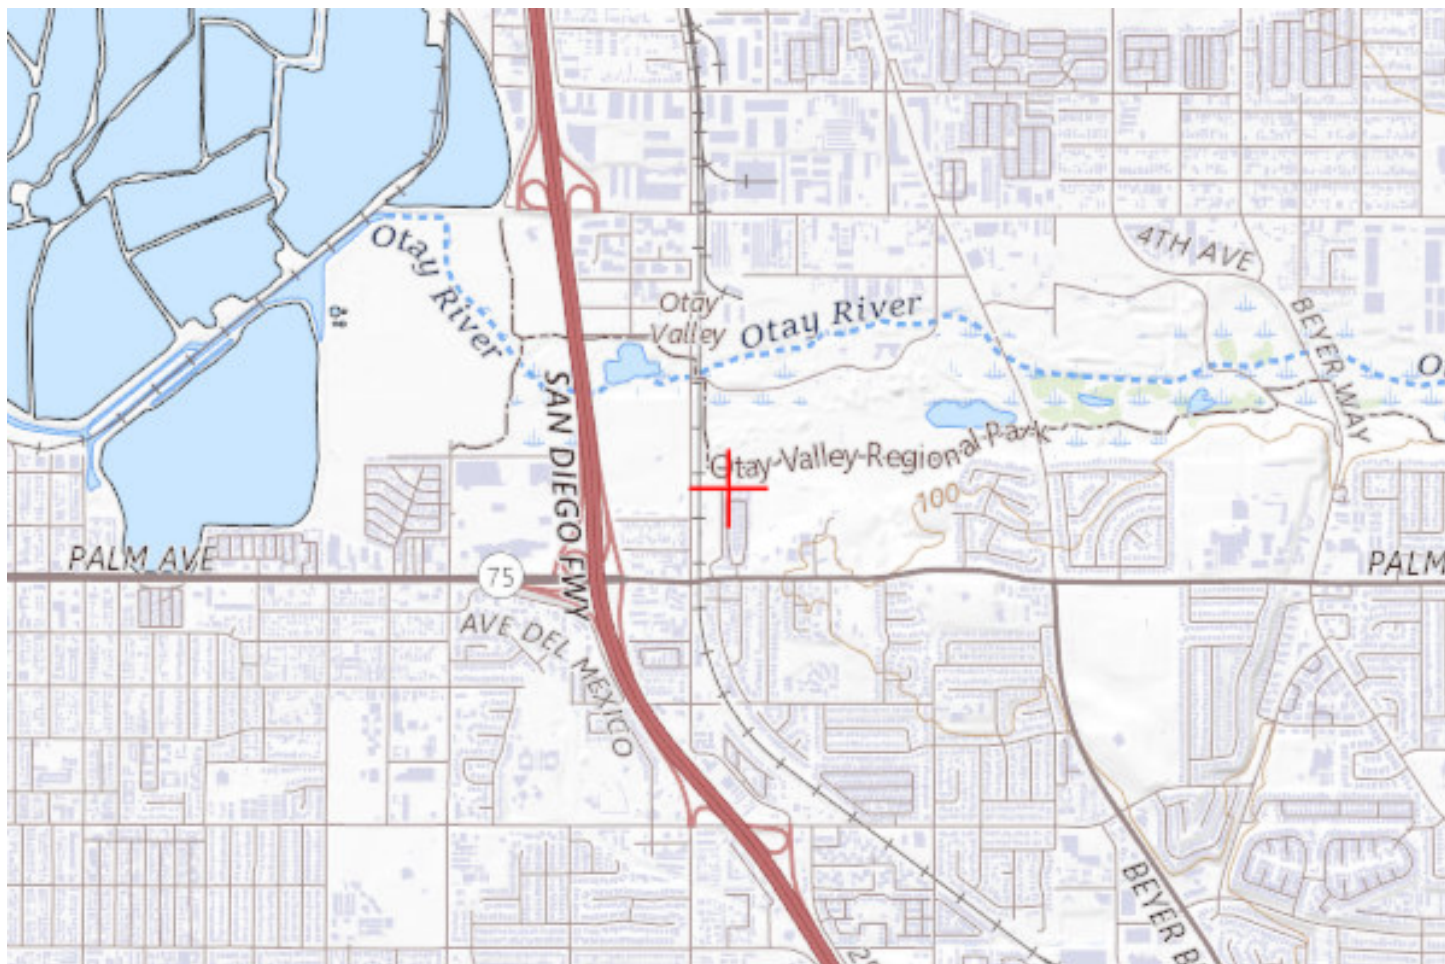 Otay River
4TH AVE
Otay
Valley
Otay River
BEYER WAY
SAN DIEGO FWY
Otay-Valley-Regional-Park
100
PALM AVE
75
PALM
AVE DEL MEXICO
BEYER B